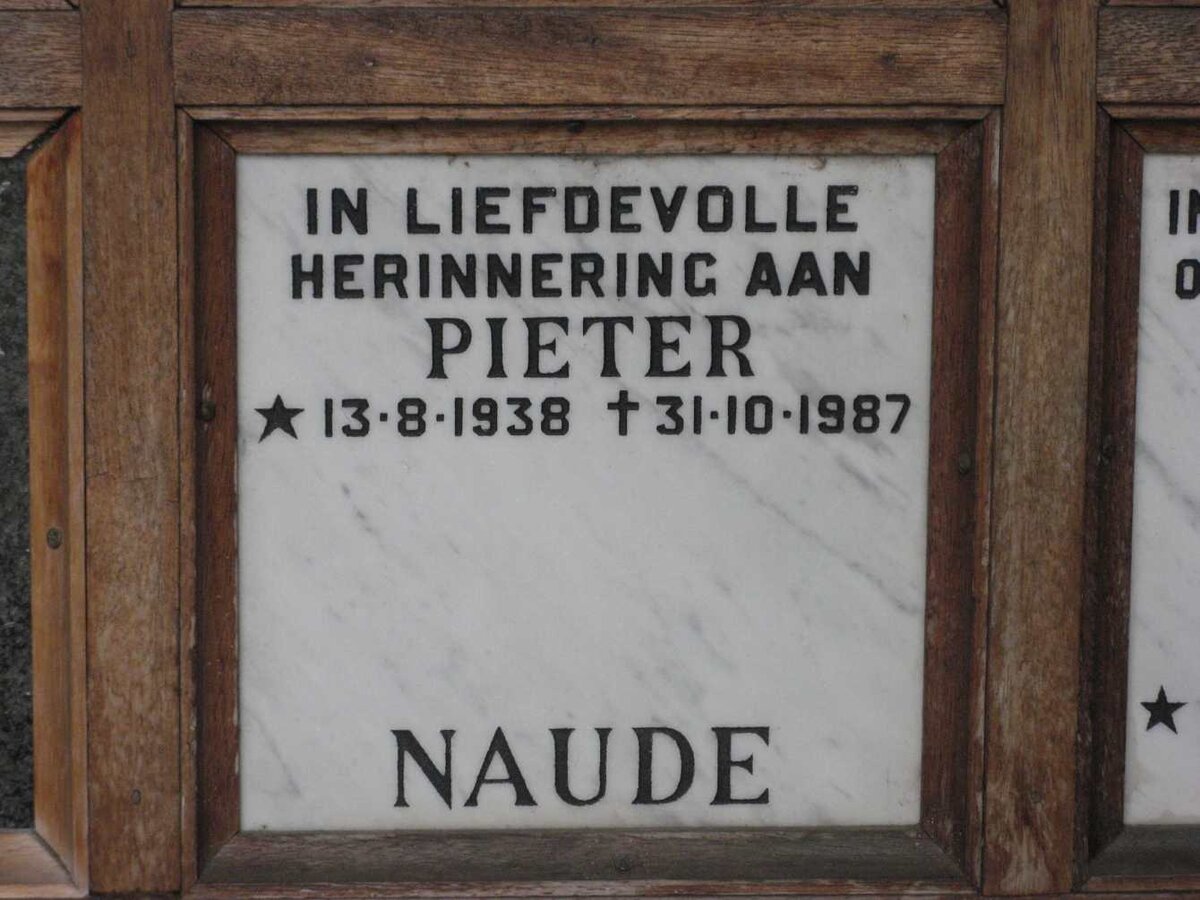 IN LIEFDEVOLLE
HERINNERING AAN
PIETER
★ 13·8·1938 † 31·10·1987
NAUDE